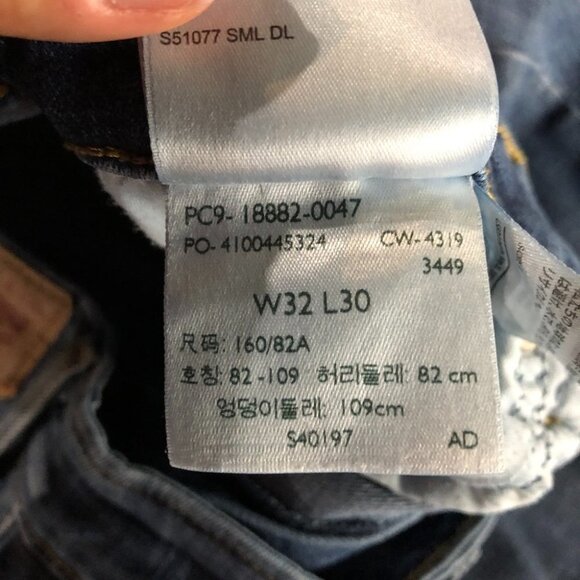 S51077 SML DL
PC9- 18882-0047
PO- 4100445324 CW- 4319
3449
W32 L30
尺码: 160/82A
호칭: 82 -109 허리둘레: 82 cm
엉덩이둘레: 109cm
S40197 AD